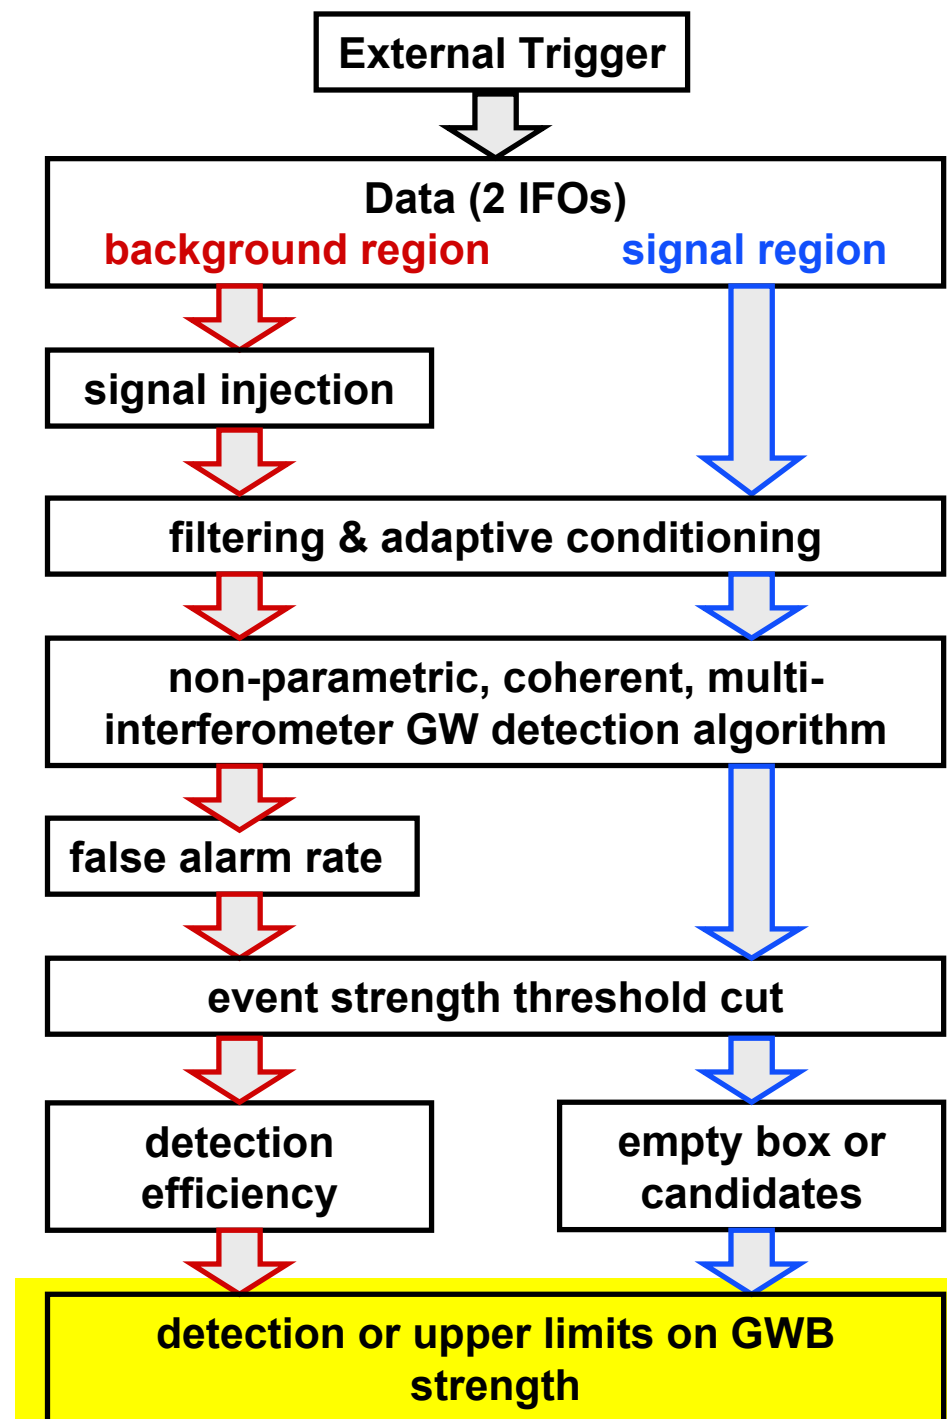 External Trigger
Data (2 IFOs)
background region signal region
signal injection
filtering & adaptive conditioning
non-parametric, coherent, multi-
interferometer GW detection algorithm
false alarm rate
event strength threshold cut
detection
efficiency
empty box or
candidates
detection or upper limits on GWB
strength